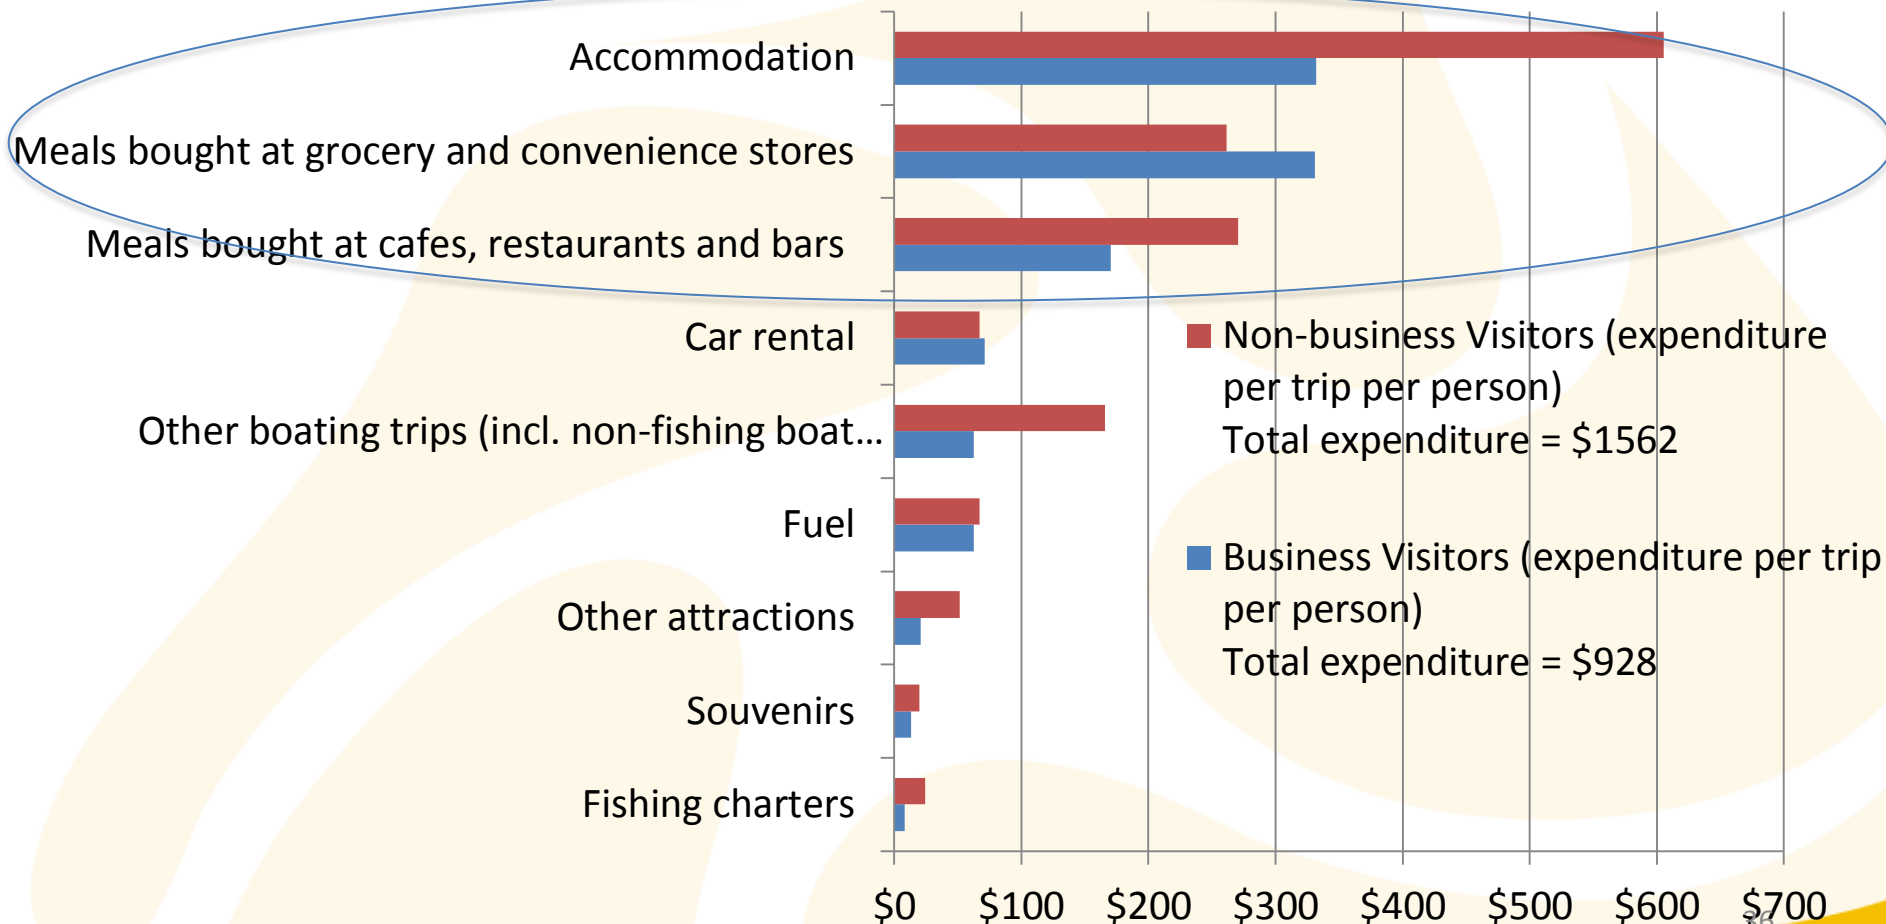 Accommodation
Meals bought at grocery and convenience stores
Meals bought at cafes, restaurants and bars
Car rental
Other boating trips (incl. non-fishing boat...
Fuel
Other attractions
Souvenirs
Fishing charters
Non-business Visitors (expenditure
per trip per person)
Total expenditure = $1562
Business Visitors (expenditure per trip
per person)
Total expenditure = $928
$0 $100 $200 $300 $400 $500 $600 $700
36